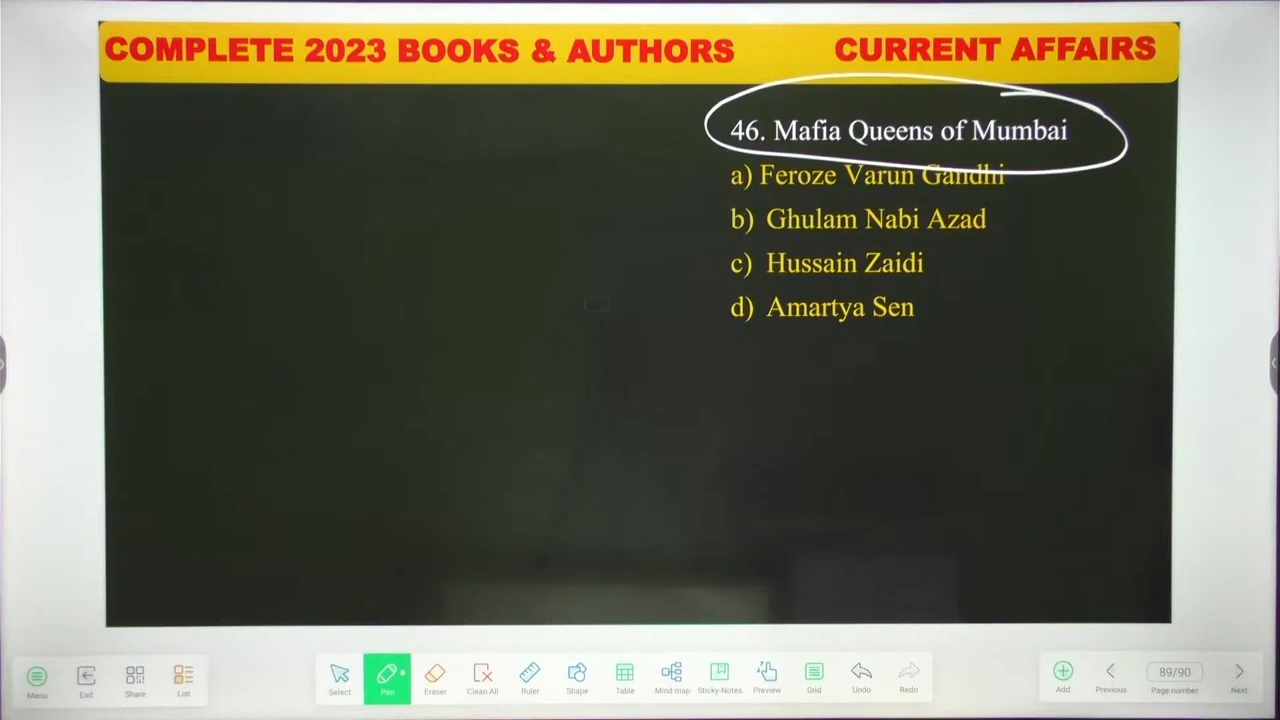 COMPLETE 2023 BOOKS & AUTHORS CURRENT AFFAIRS
46. Mafia Queens of Mumbai
a) Feroze Varun Gandhi
b) Ghulam Nabi Azad
c) Hussain Zaidi
d) Amartya Sen
Menu Exit Share List Select Pen Eraser Clean All Ruler Shape Table Mind map Sticky-Notes Preview Grid Undo Redo Add Previous 89/90 Page number Next